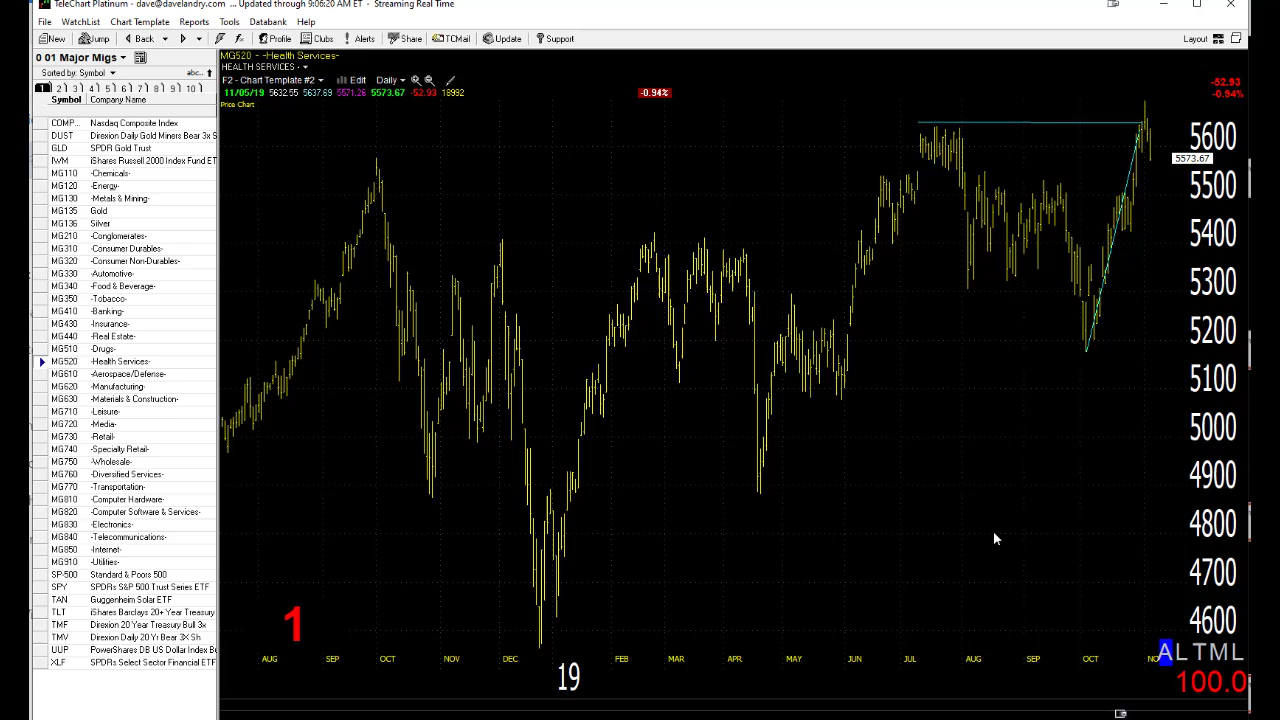 TeleChart Platinum - dave@davelandry.com ... Updated through 9:06:20 AM ET - Streaming Real Time
File WatchList Chart Template Reports Tools Databank Help
New Jump Back Profile Clubs Alerts Share TCMail Update Support Layout
0 01 Major Migs
Sorted by: Symbol abc..
1 2 3 4 5 6 7 8 9 10
Symbol Company Name
COMP... Nasdaq Composite Index
DUST Direxion Daily Gold Miners Bear 3x S
GLD SPDR Gold Trust
IWM iShares Russell 2000 Index Fund ET
MG110 -Chemicals-
MG120 -Energy-
MG130 -Metals & Mining-
MG135 Gold
MG136 Silver
MG210 -Conglomerates-
MG310 -Consumer Durables-
MG320 -Consumer Non-Durables-
MG330 -Automotive-
MG340 -Food & Beverage-
MG350 -Tobacco-
MG410 -Banking-
MG430 -Insurance-
MG440 -Real Estate-
MG510 -Drugs-
MG520 -Health Services-
MG610 -Aerospace/Defense-
MG620 -Manufacturing-
MG630 -Materials & Construction-
MG710 -Leisure-
MG720 -Media-
MG730 -Retail-
MG740 -Specialty Retail-
MG750 -Wholesale-
MG760 -Diversified Services-
MG770 -Transportation-
MG810 -Computer Hardware-
MG820 -Computer Software & Services-
MG830 -Electronics-
MG840 -Telecommunications-
MG850 -Internet-
MG910 -Utilities-
SP-500 Standard & Poors 500
SPY SPDRs S&P 500 Trust Series ETF
TAN Guggenheim Solar ETF
TLT iShares Barclays 20+ Year Treasury
TMF Direxion Daily 20 Year Treasury Bull 3x
TMV Direxion Daily 20 Yr Bear 3X Sh
UUP PowerShares DB US Dollar Index Bu
XLF SPDRs Select Sector Financial ETF
MG520 - -Health Services-
HEALTH SERVICES -
F2 - Chart Template #2 Edit Daily
11/05/19 5632.55 5637.69 5571.26 5573.67 -52.93 18992 -0.94%
Price Chart
-52.93
-0.94%
5600
5573.67
5500
5400
5300
5200
5100
5000
4900
4800
4700
4600
1
AUG SEP OCT NOV DEC FEB MAR APR MAY JUN JUL AUG SEP OCT NO
19
ALTML
100.0